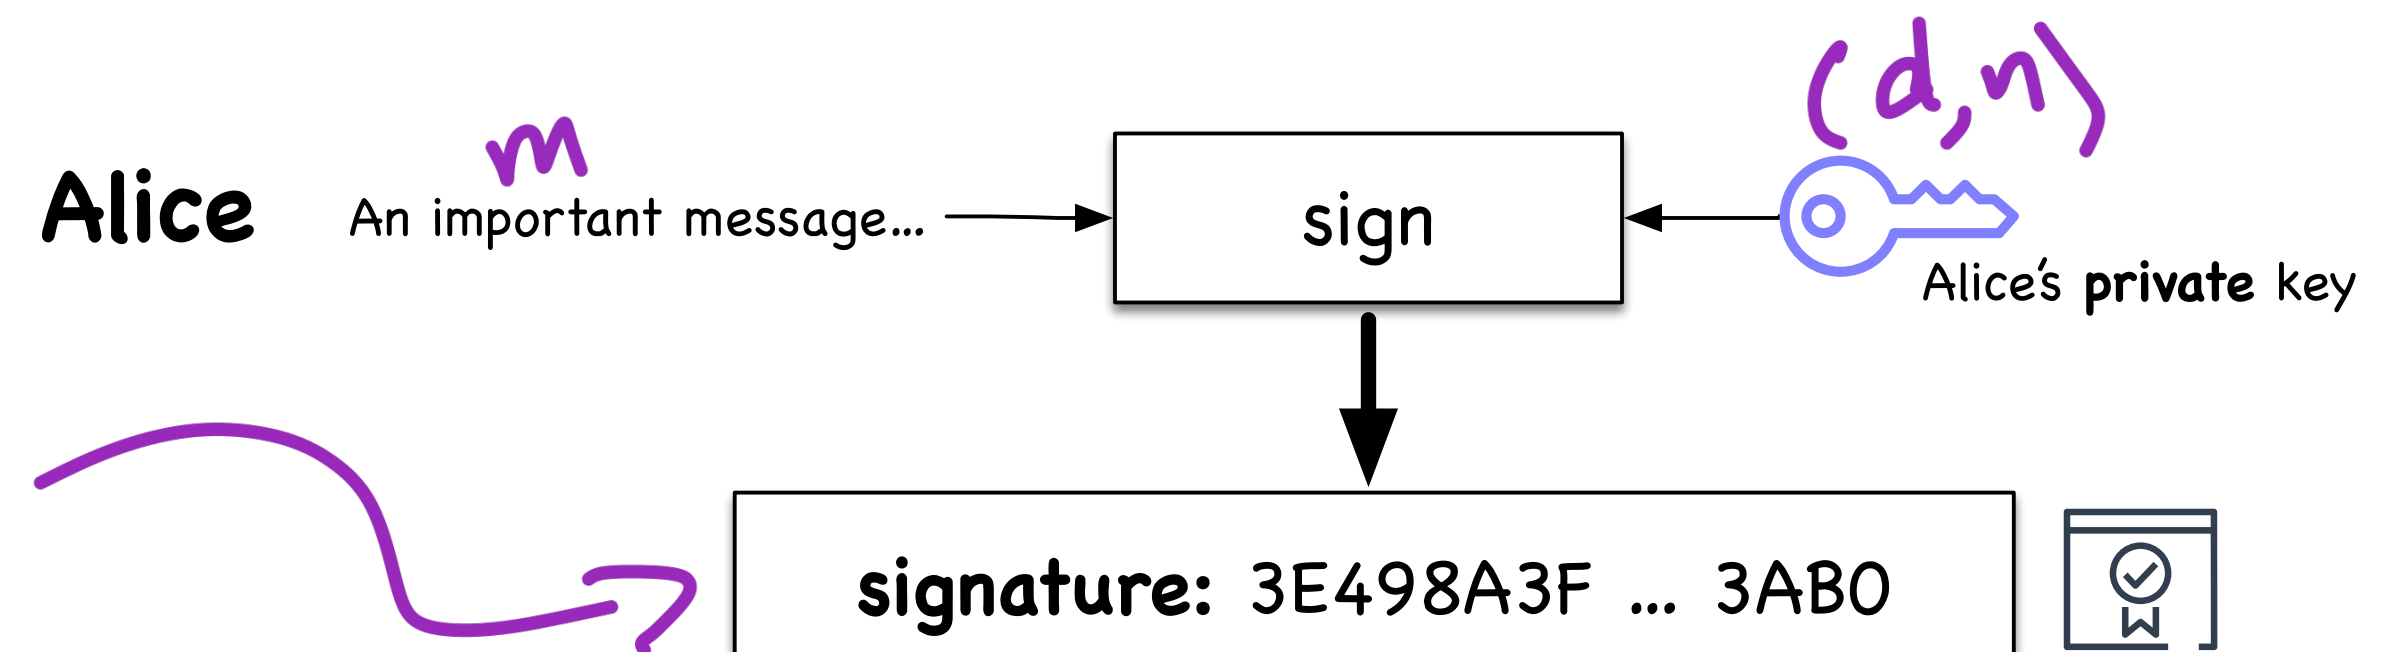 (d,n)
m
Alice An important message... sign
Alice's private key
signature: 3E498A3F ... 3AB0